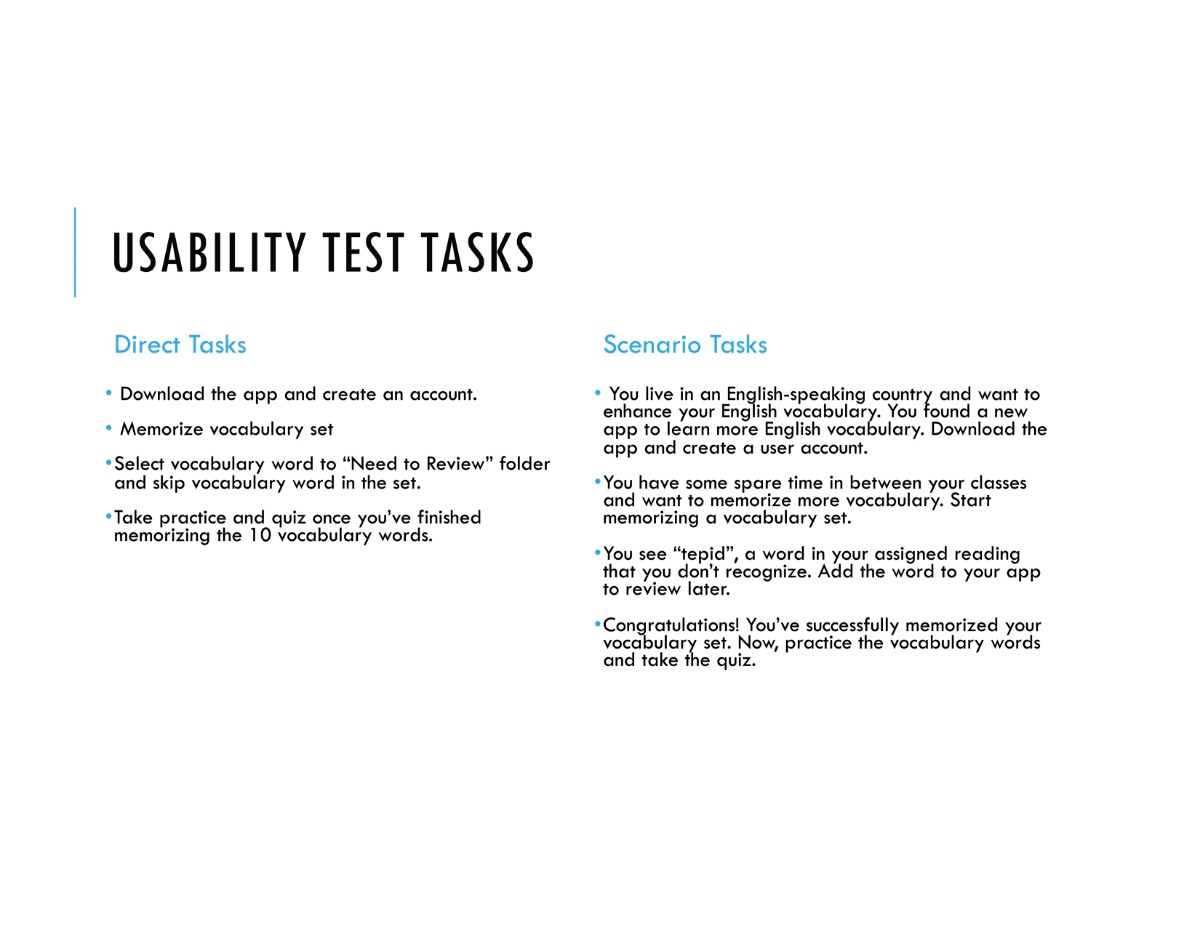 USABILITY TEST TASKS
Direct Tasks
• Download the app and create an account.
• Memorize vocabulary set
•Select vocabulary word to “Need to Review” folder
and skip vocabulary word in the set.
•Take practice and quiz once you’ve finished
memorizing the 10 vocabulary words.
Scenario Tasks
• You live in an English-speaking country and want to
enhance your English vocabulary. You found a new
app to learn more English vocabulary. Download the
app and create a user account.
•You have some spare time in between your classes
and want to memorize more vocabulary. Start
memorizing a vocabulary set.
•You see “tepid”, a word in your assigned reading
that you don’t recognize. Add the word to your app
to review later.
•Congratulations! You’ve successfully memorized your
vocabulary set. Now, practice the vocabulary words
and take the quiz.